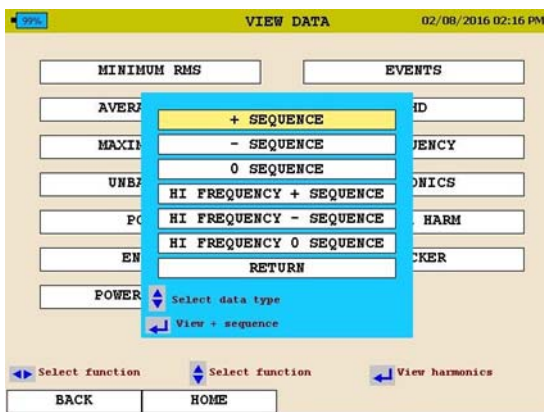 99% VIEW DATA 02/08/2016 02:16 PM
MINIMUM RMS EVENTS
+ SEQUENCE
- SEQUENCE
0 SEQUENCE
HI FREQUENCY + SEQUENCE
HI FREQUENCY - SEQUENCE
HARM
HI FREQUENCY 0 SEQUENCE
RETURN
POWER
Select data type
View + sequence
Select function Select function View harmonics
BACK HOME